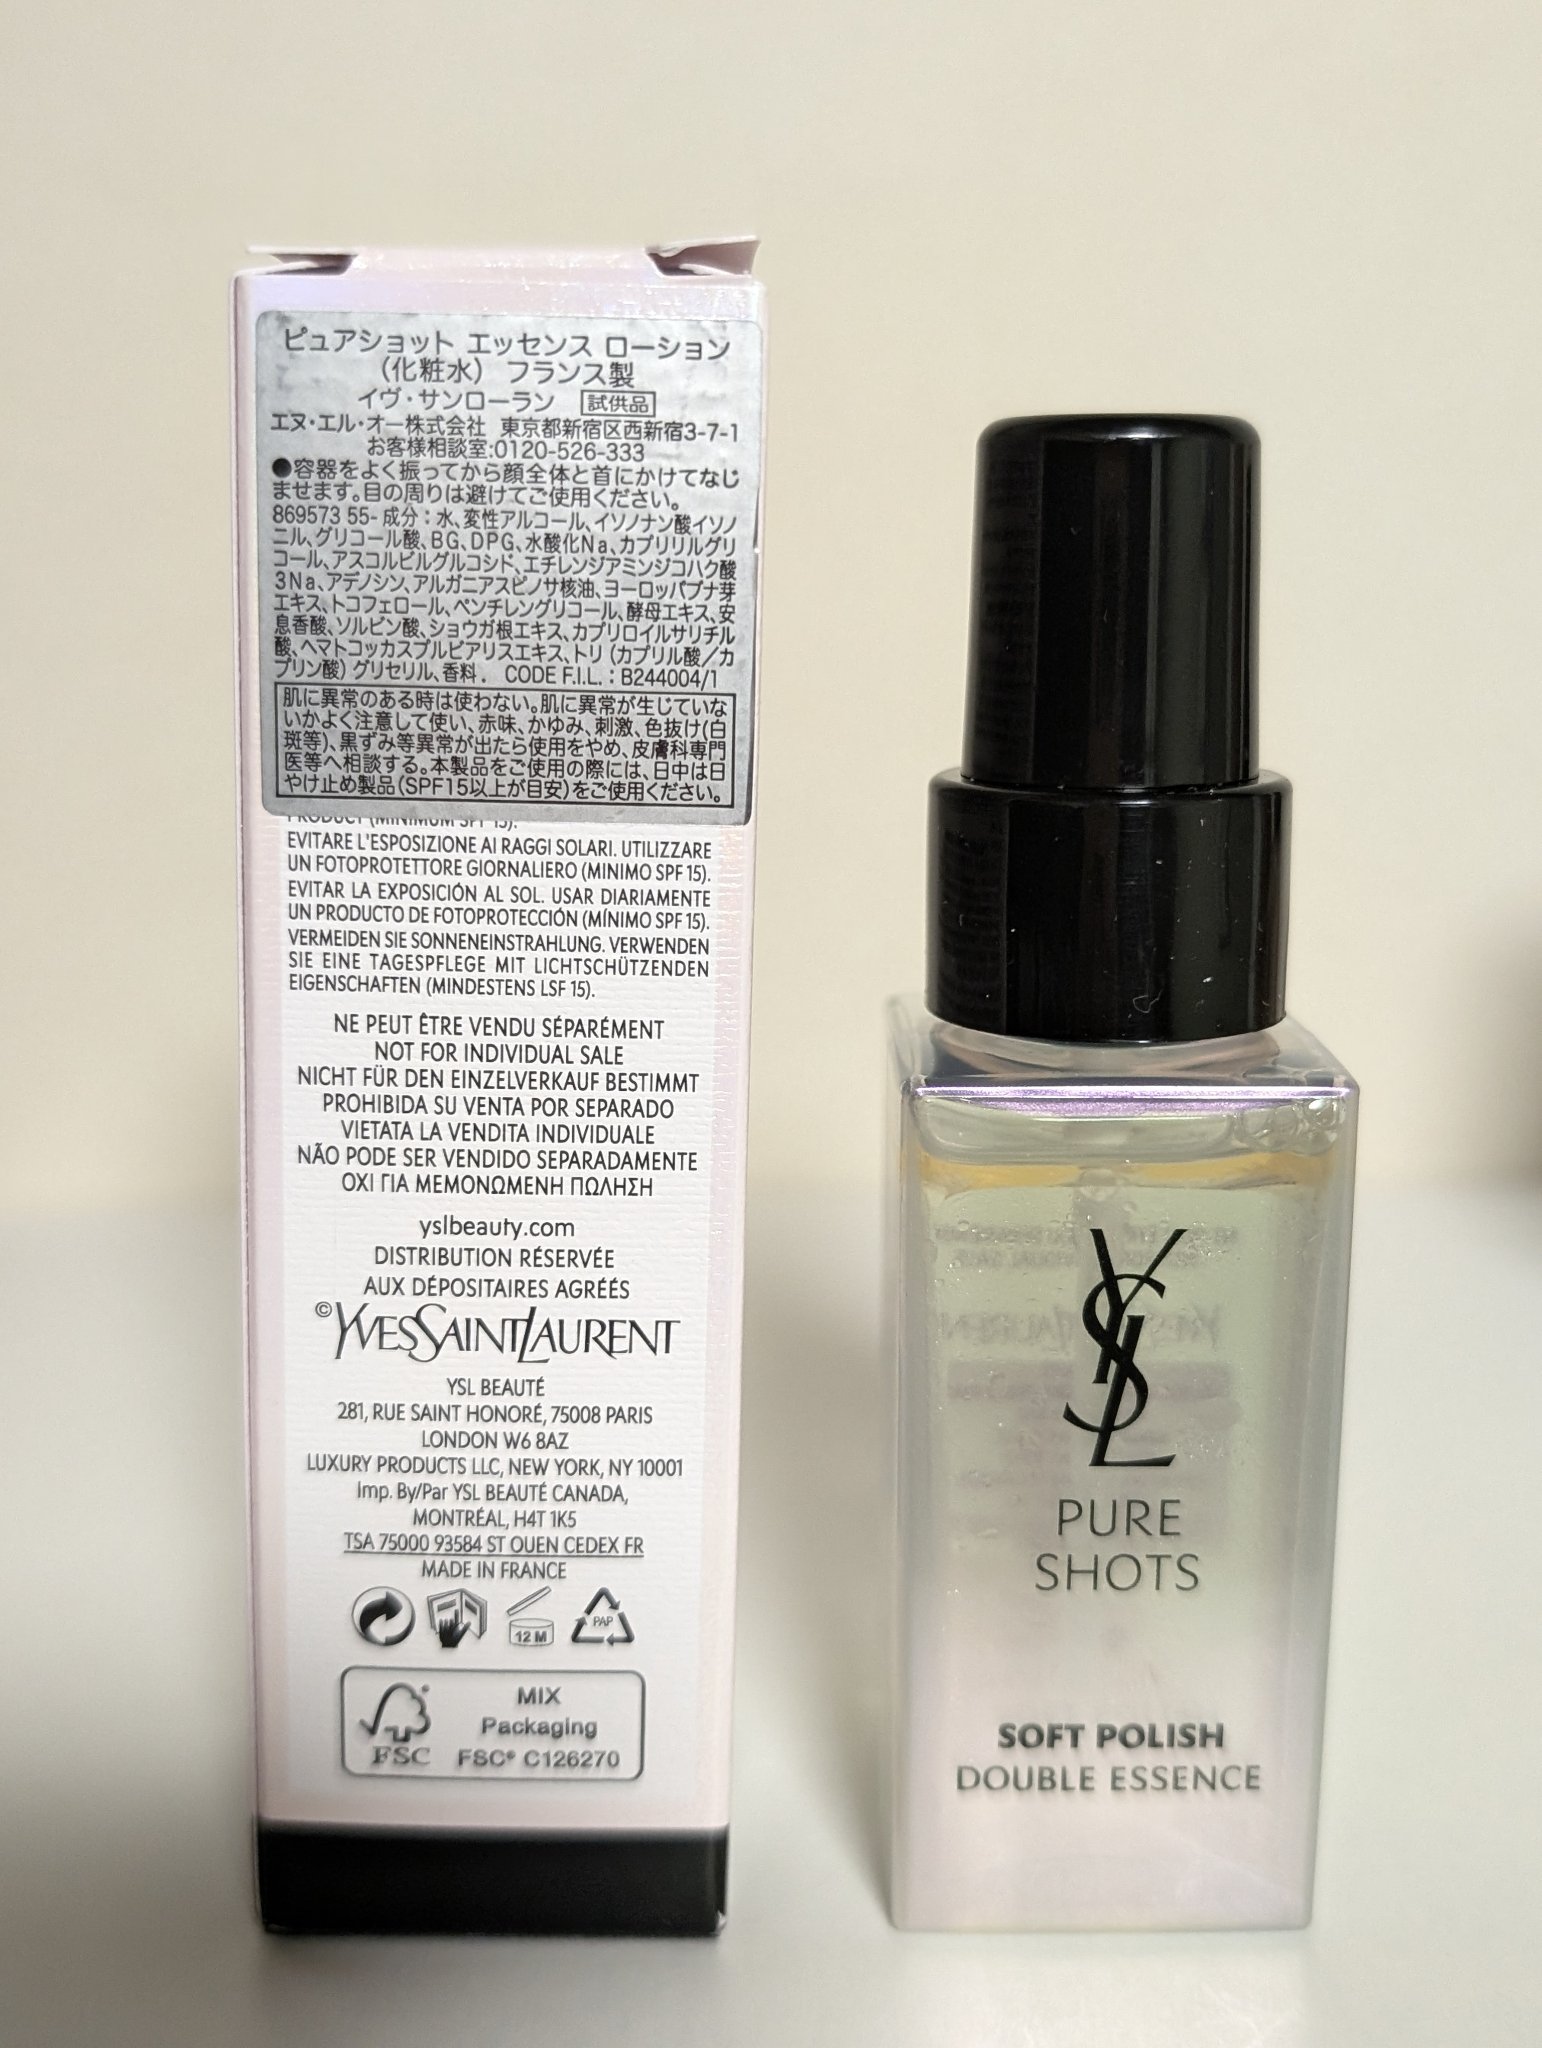 ピュアショット エッセンス ローション
（化粧水） フランス製
イヴ・サンローラン 試供品
エヌ・エル・オー株式会社 東京都新宿区西新宿3-7-1
お客様相談室:0120-526-333
●容器をよく振ってから顔全体と首にかけてなじ
ませます。目の周りは避けてご使用ください。
869573 55- 成分：水、変性アルコール、イソノナン酸イソノ
ニル、グリコール酸、BG、DPG、水酸化Na、カプリリルグリ
コール、アスコルビルグルコシド、エチレンジアミンジコハク酸
3Na、アデノシン、アルガニアスピノサ核油、ヨーロッパブナ芽
エキス、トコフェロール、ペンチレングリコール、酵母エキス、安
息香酸、ソルビン酸、ショウガ根エキス、カプリロイルサリチル
酸、ヘマトコッカスプルビアリスエキス、トリ（カプリル酸／カ
プリン酸）グリセリル、香料． CODE F.I.L.：B244004/1
肌に異常のある時は使わない。肌に異常が生じていな
いかよく注意して使い、赤味、かゆみ、刺激、色抜け(白
斑等)、黒ずみ等異常が出たら使用をやめ、皮膚科専門
医等へ相談する。本製品をご使用の際には、日中は日
やけ止め製品(SPF15以上が目安)をご使用ください。
PRODUCT (MINIMUM SPF 15).
EVITARE L'ESPOSIZIONE AI RAGGI SOLARI. UTILIZZARE
UN FOTOPROTETTORE GIORNALIERO (MINIMO SPF 15).
EVITAR LA EXPOSICIÓN AL SOL. USAR DIARIAMENTE
UN PRODUCTO DE FOTOPROTECCIÓN (MÍNIMO SPF 15).
VERMEIDEN SIE SONNENEINSTRAHLUNG. VERWENDEN
SIE EINE TAGESPFLEGE MIT LICHTSCHÜTZENDEN
EIGENSCHAFTEN (MINDESTENS LSF 15).
NE PEUT ÊTRE VENDU SÉPARÉMENT
NOT FOR INDIVIDUAL SALE
NICHT FÜR DEN EINZELVERKAUF BESTIMMT
PROHIBIDA SU VENTA POR SEPARADO
VIETATA LA VENDITA INDIVIDUALE
NÃO PODE SER VENDIDO SEPARADAMENTE
ΟΧΙ ΓΙΑ ΜΕΜΟΝΩΜΕΝΗ ΠΩΛΗΣΗ
yslbeauty.com
DISTRIBUTION RÉSERVÉE
AUX DÉPOSITAIRES AGRÉÉS
©YVESSAINTLAURENT
YSL BEAUTÉ
281, RUE SAINT HONORÉ, 75008 PARIS
LONDON W6 8AZ
LUXURY PRODUCTS LLC, NEW YORK, NY 10001
Imp. By/Par YSL BEAUTÉ CANADA,
MONTRÉAL, H4T 1K5
TSA 75000 93584 ST OUEN CEDEX FR
MADE IN FRANCE
12 M
PAP
FSC
MIX
Packaging
FSC® C126270
YSL
PURE
SHOTS
SOFT POLISH
DOUBLE ESSENCE